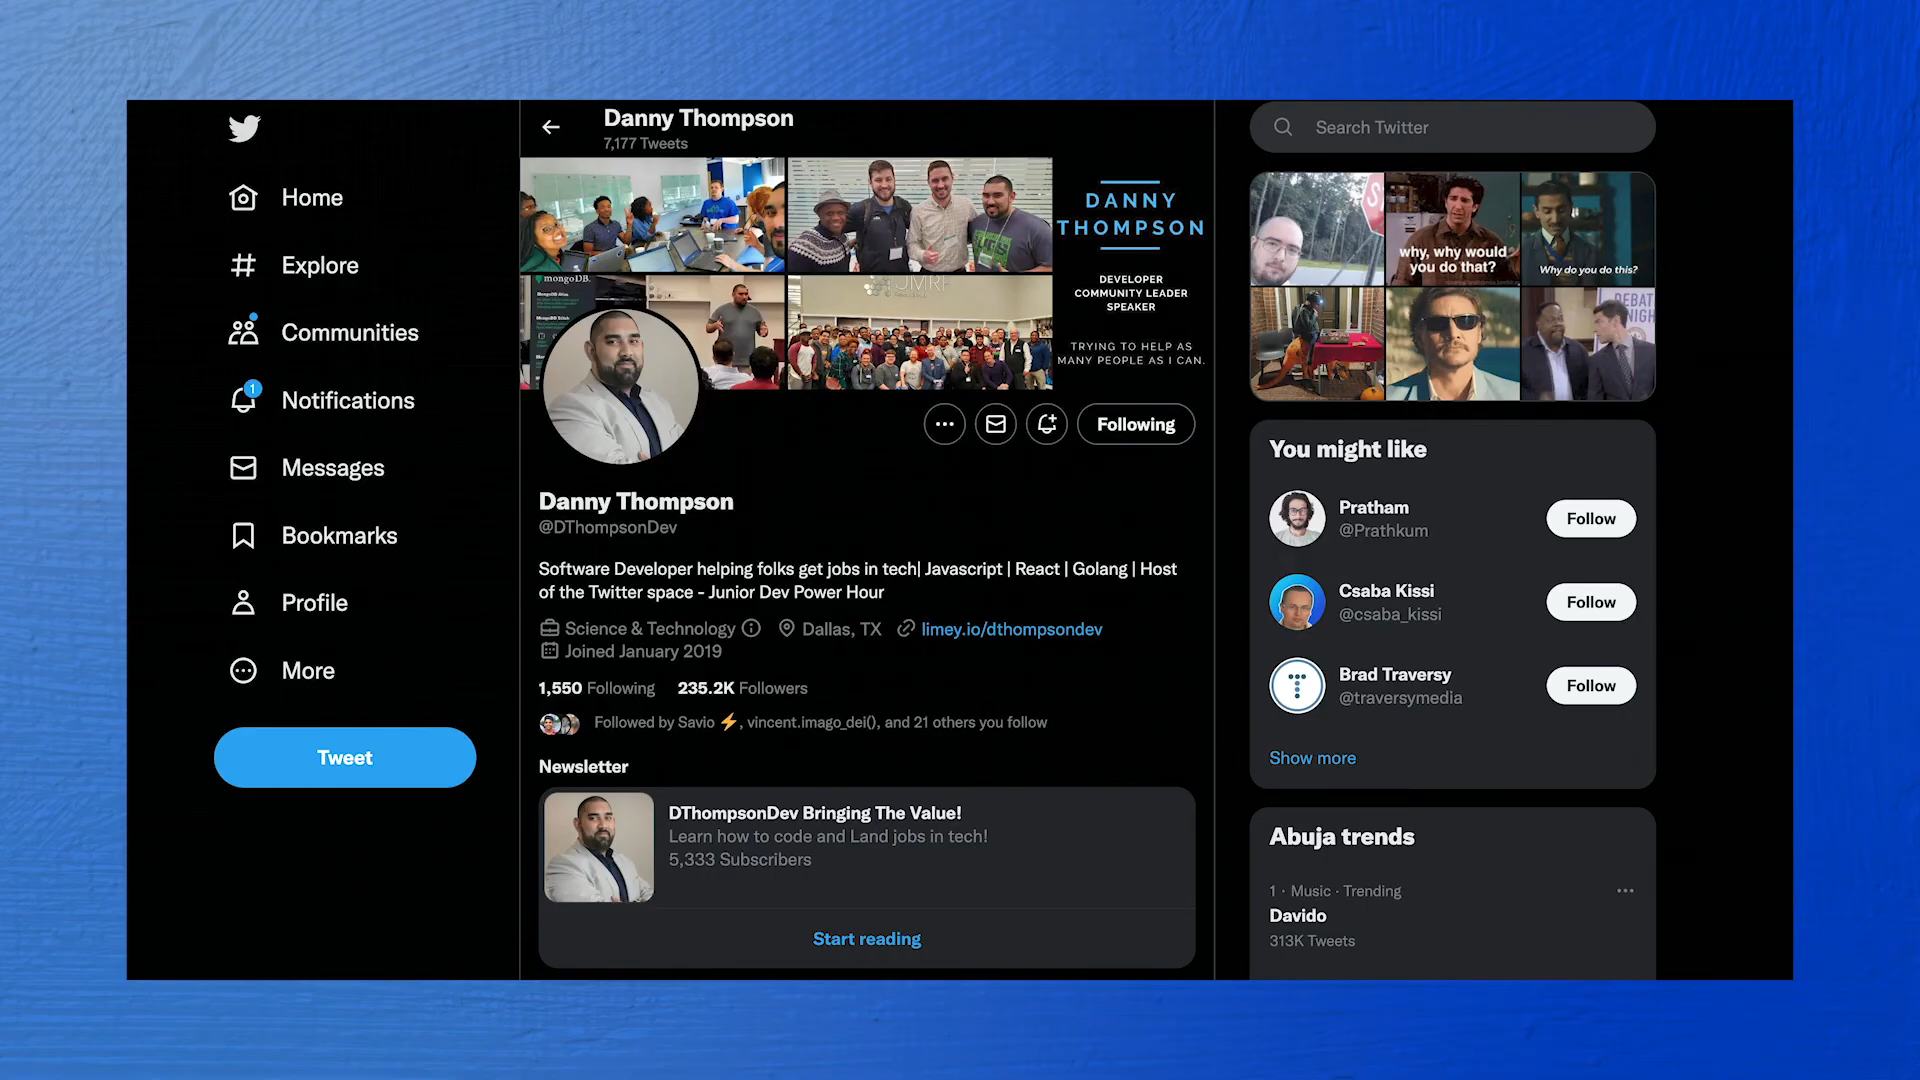 Home
Explore
Communities
1
Notifications
Messages
Bookmarks
Profile
More
Tweet
Danny Thompson
7,177 Tweets
DANNY
THOMPSON
DEVELOPER
COMMUNITY LEADER
SPEAKER
TRYING TO HELP AS
MANY PEOPLE AS I CAN.
mongoDB.
Following
Danny Thompson
@DThompsonDev
Software Developer helping folks get jobs in tech| Javascript | React | Golang | Host
of the Twitter space - Junior Dev Power Hour
Science & Technology Dallas, TX limey.io/dthompsondev
Joined January 2019
1,550 Following 235.2K Followers
Followed by Savio ⚡, vincent.imago_dei(), and 21 others you follow
Newsletter
DThompsonDev Bringing The Value!
Learn how to code and Land jobs in tech!
5,333 Subscribers
Start reading
Search Twitter
why, why would
you do that?
Why do you do this?
You might like
Pratham
@Prathkum
Follow
Csaba Kissi
@csaba_kissi
Follow
Brad Traversy
@traversymedia
Follow
Show more
Abuja trends
1 · Music · Trending
Davido
313K Tweets